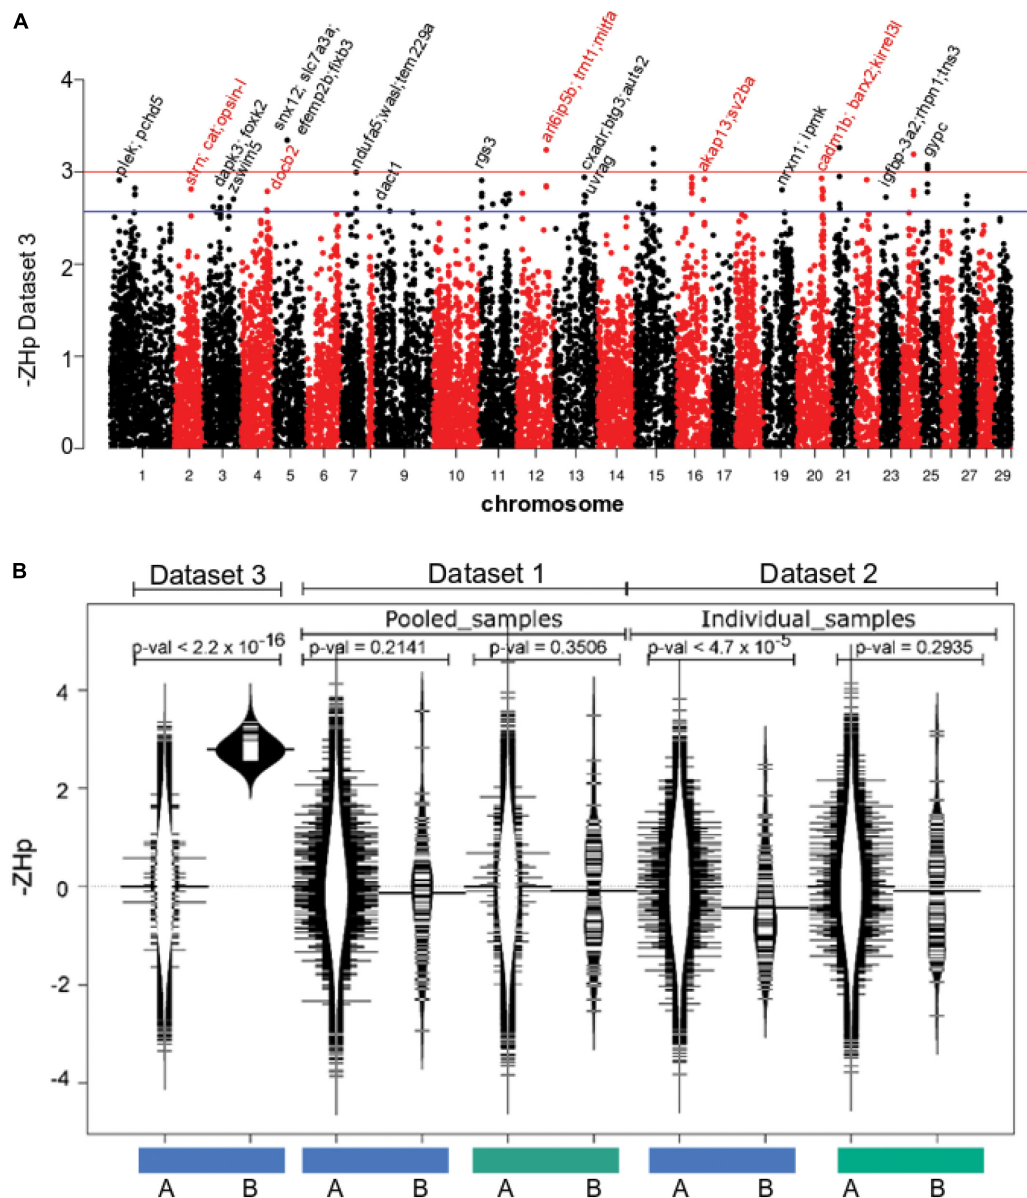 A
plek; pchd5
strn; cat;opsin-l
dapk3; foxk2
zswim5
docb2
snx12; slc7a3a;
efemp2b;fixb3
ndufa5;wasl;tem229a
dact1
rgs3
arl6ip5b; trnt1;mitfa
cxadr;btg3;auts2
uvrag
akap13;sv2ba
nrxn1; ipmk
cadm1b; barx2;kirrel3l
igfbp-3a2;rhpn1;tns3
gypc
-ZHp Dataset 3
4
3
2
1
0
1 2 3 4 5 6 7 9 10 11 12 13 14 15 16 17 19 20 21 23 25 27 29
chromosome
B
Dataset 3 Dataset 1 Dataset 2
Pooled_samples Individual_samples
p-val < 2.2 x 10⁻¹⁶ p-val = 0.2141 p-val = 0.3506 p-val < 4.7 x 10⁻⁵ p-val = 0.2935
-ZHp
4
2
0
-2
-4
A B A B A B A B A B